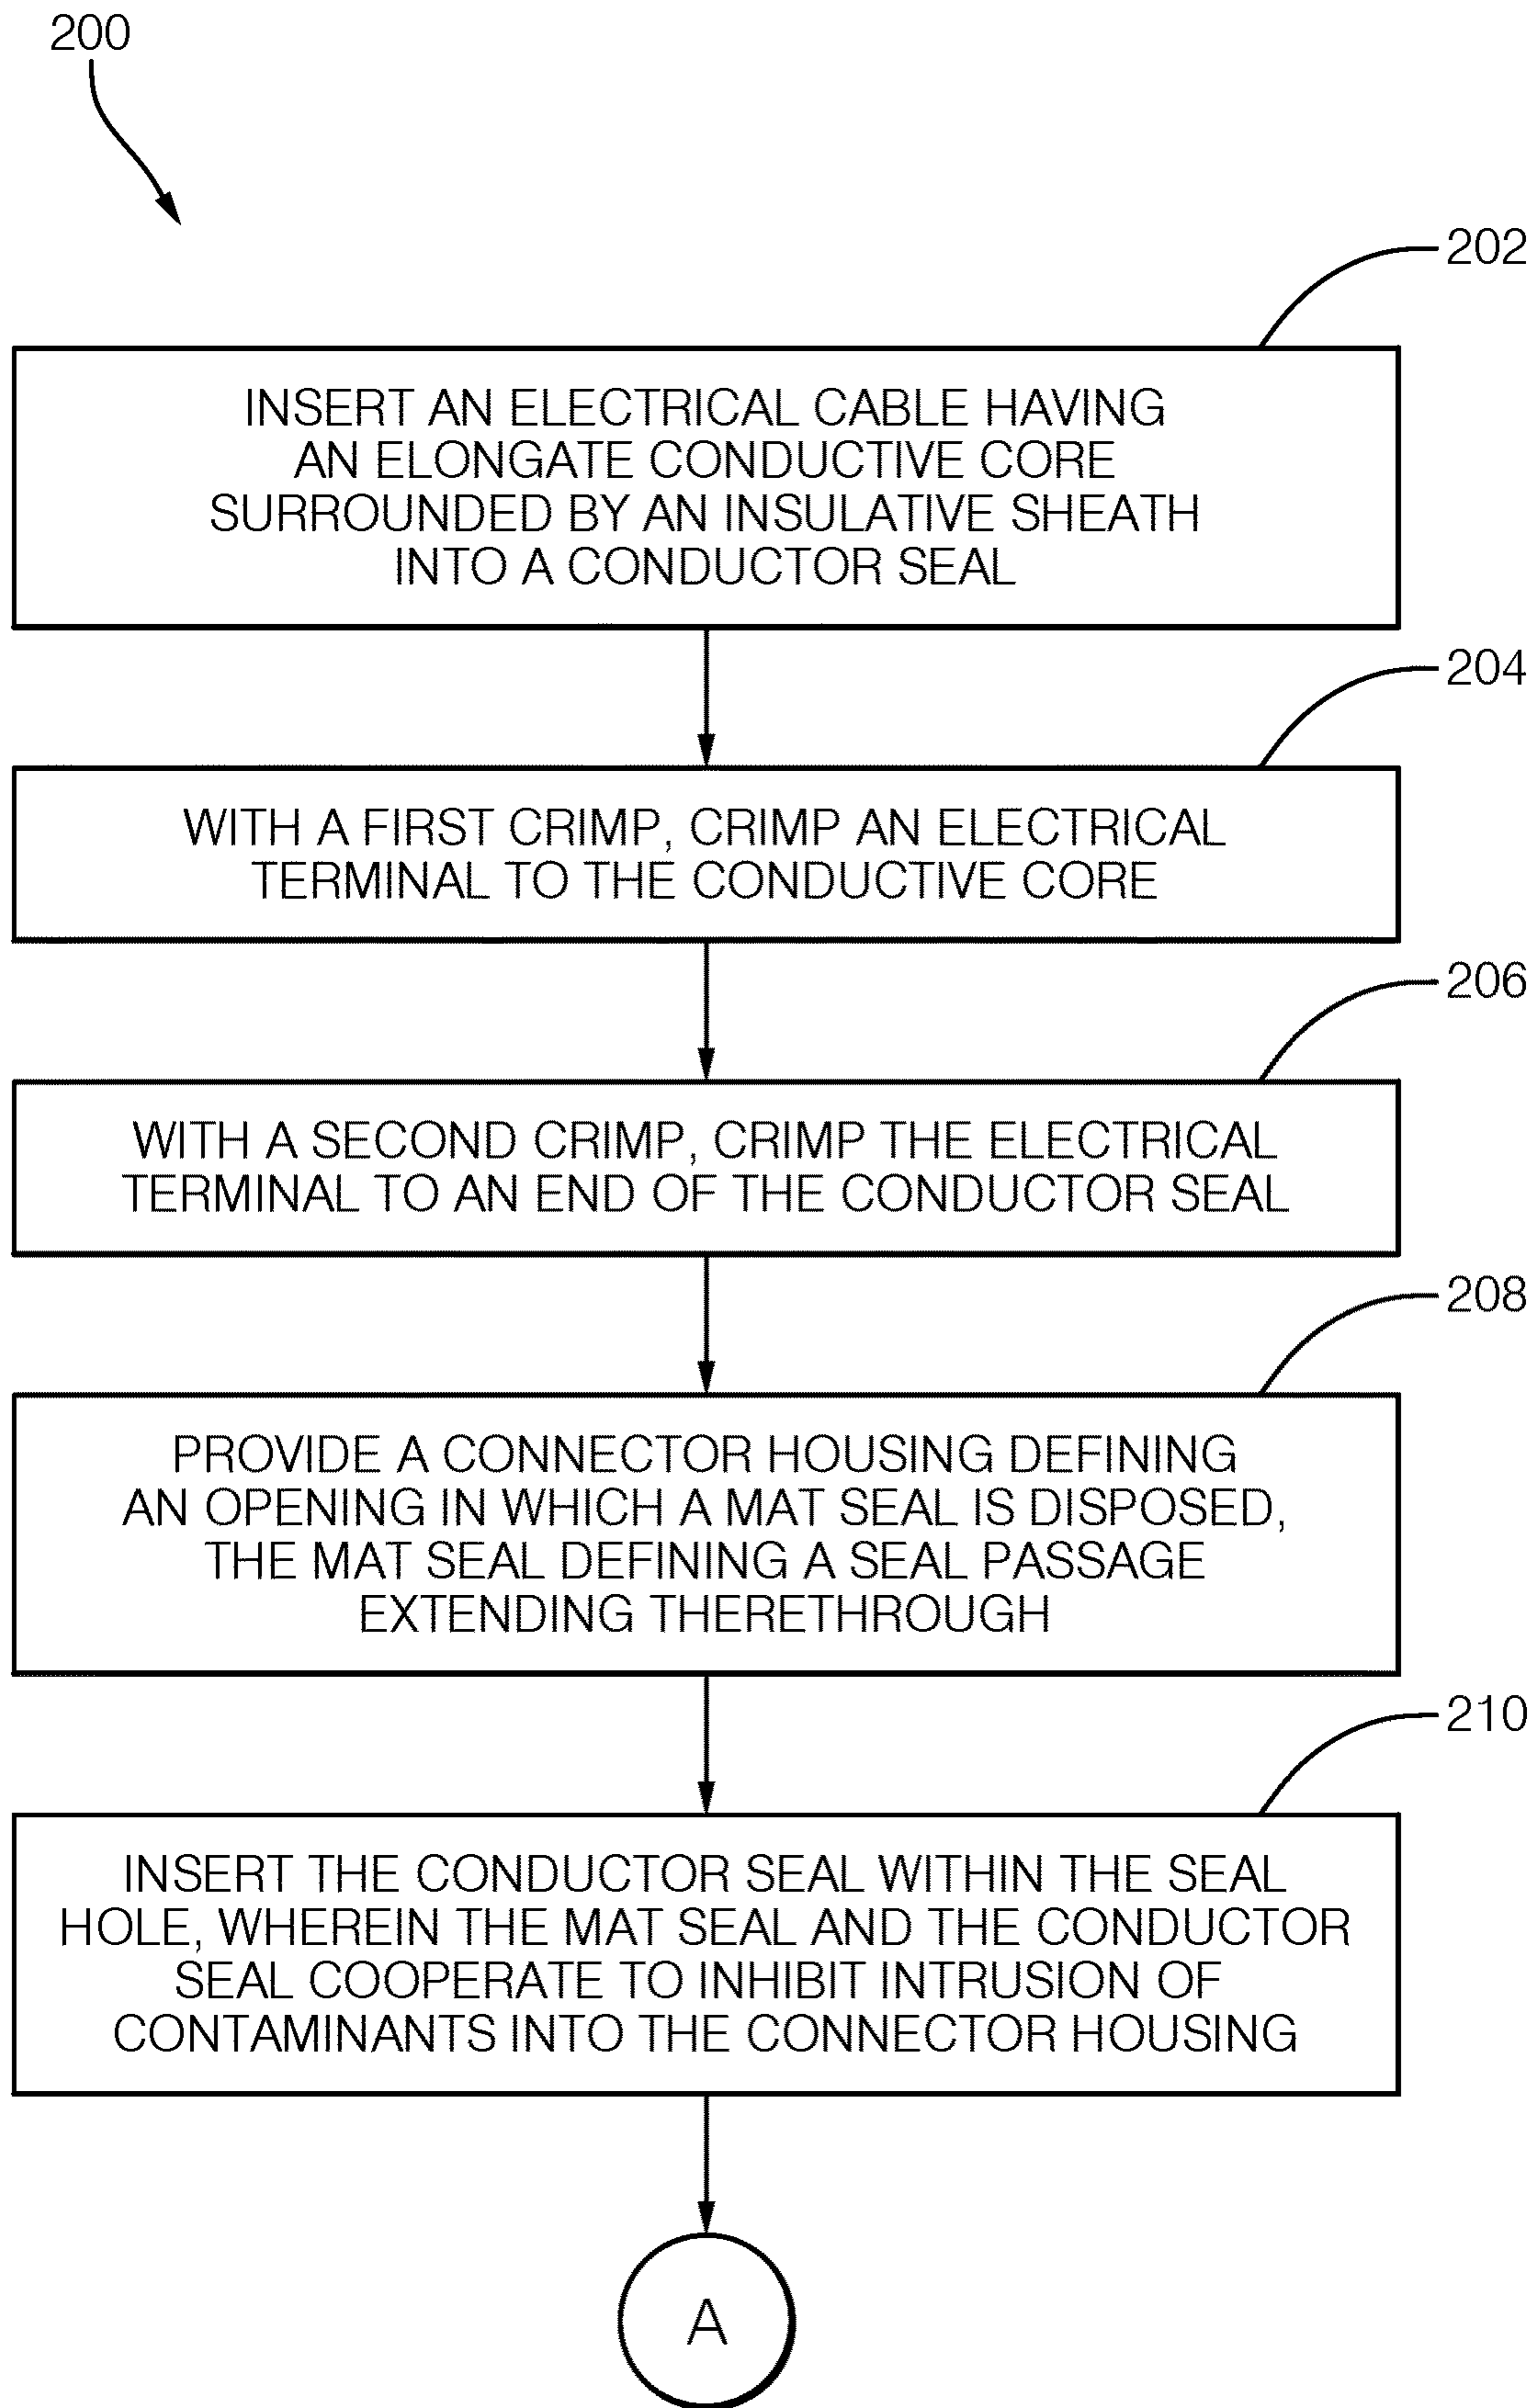 200
202
INSERT AN ELECTRICAL CABLE HAVING
AN ELONGATE CONDUCTIVE CORE
SURROUNDED BY AN INSULATIVE SHEATH
INTO A CONDUCTOR SEAL
204
WITH A FIRST CRIMP, CRIMP AN ELECTRICAL
TERMINAL TO THE CONDUCTIVE CORE
206
WITH A SECOND CRIMP, CRIMP THE ELECTRICAL
TERMINAL TO AN END OF THE CONDUCTOR SEAL
208
PROVIDE A CONNECTOR HOUSING DEFINING
AN OPENING IN WHICH A MAT SEAL IS DISPOSED,
THE MAT SEAL DEFINING A SEAL PASSAGE
EXTENDING THERETHROUGH
210
INSERT THE CONDUCTOR SEAL WITHIN THE SEAL
HOLE, WHEREIN THE MAT SEAL AND THE CONDUCTOR
SEAL COOPERATE TO INHIBIT INTRUSION OF
CONTAMINANTS INTO THE CONNECTOR HOUSING
A